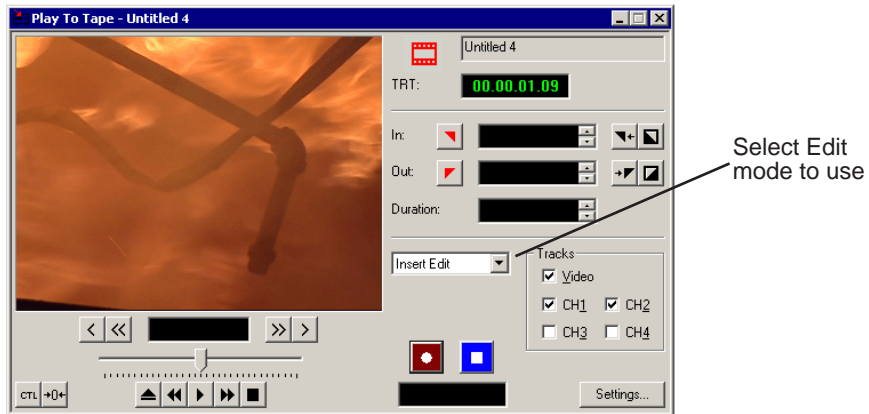 Play To Tape - Untitled 4
Untitled 4
TRT: 00.00.01.09
In:
Out:
Duration:
Select Edit
mode to use
Insert Edit
Tracks
Video
CH1 CH2
CH3 CH4
CTL →0←
Settings...